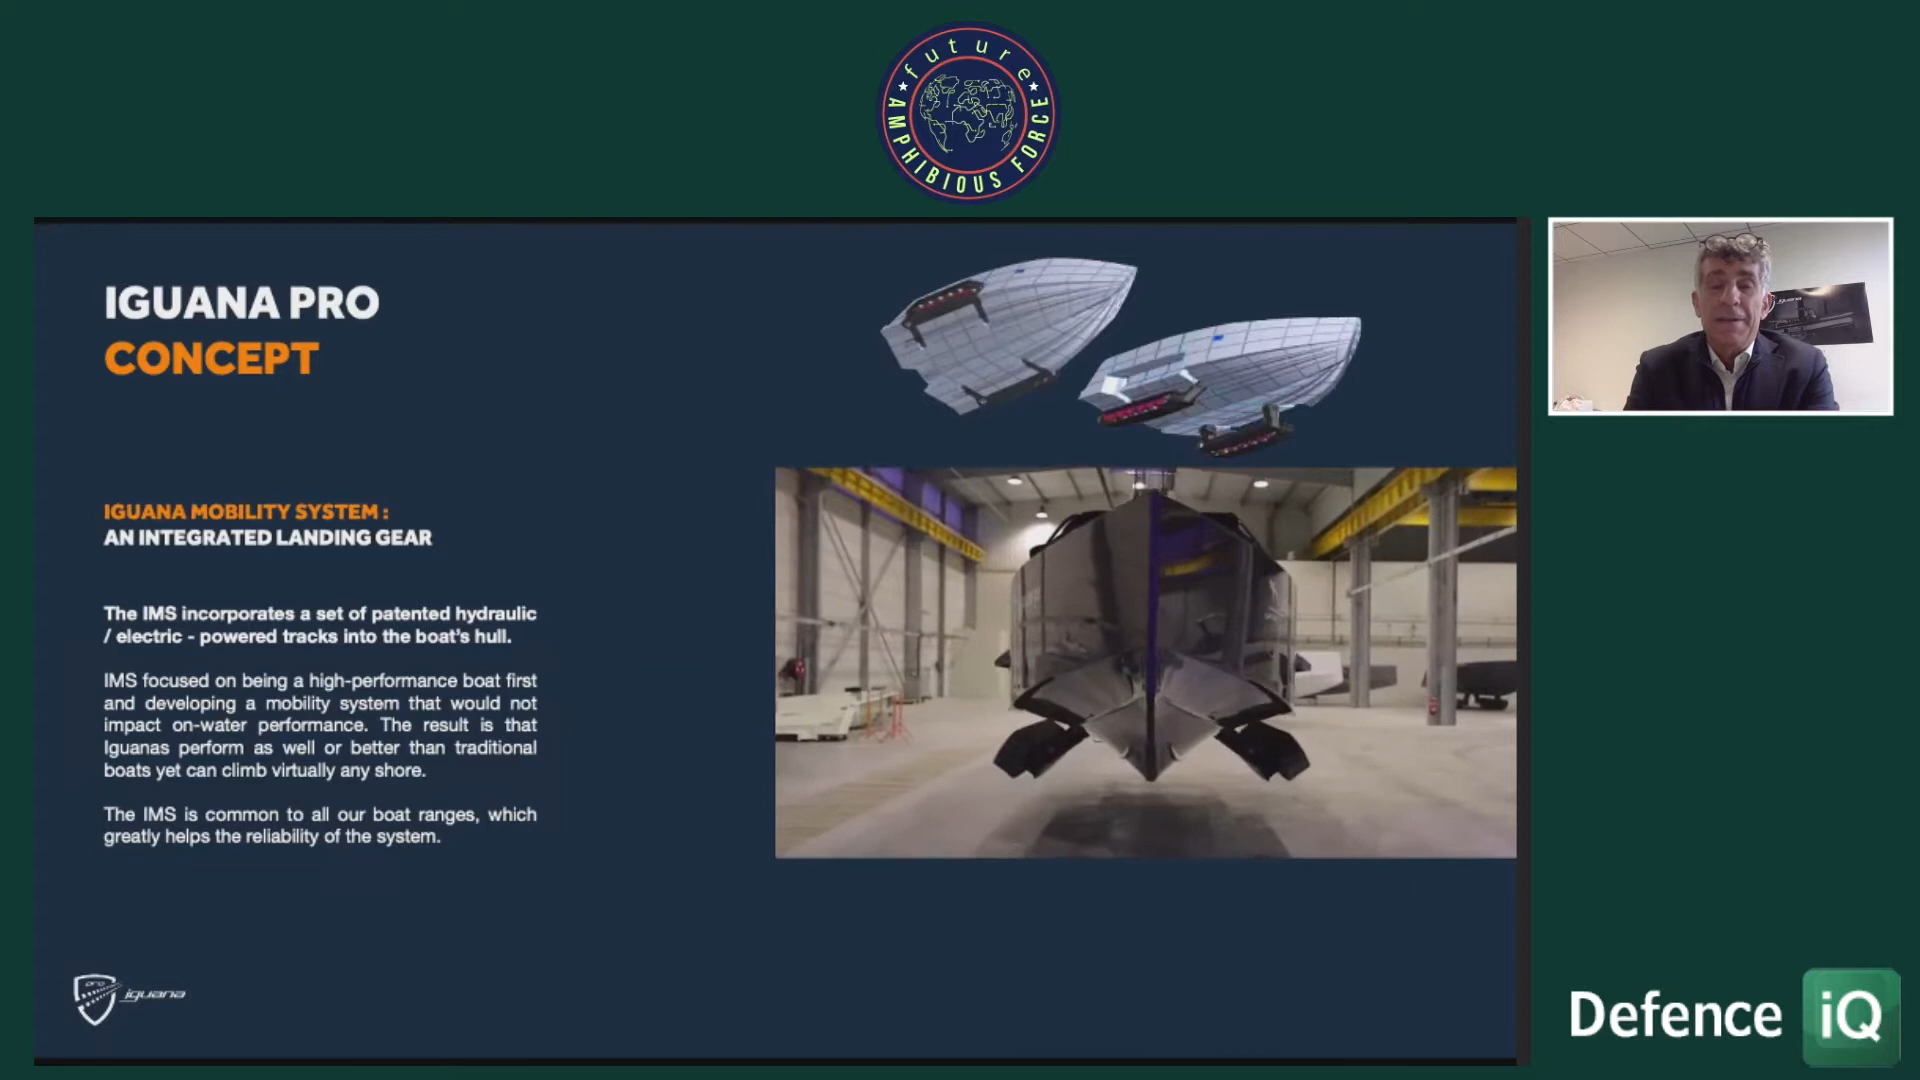 future
AMPHIBIOUS FORCE
IGUANA PRO
CONCEPT
IGUANA MOBILITY SYSTEM :
AN INTEGRATED LANDING GEAR
The IMS incorporates a set of patented hydraulic
/ electric - powered tracks into the boat's hull.
IMS focused on being a high-performance boat first
and developing a mobility system that would not
impact on-water performance. The result is that
Iguanas perform as well or better than traditional
boats yet can climb virtually any shore.
The IMS is common to all our boat ranges, which
greatly helps the reliability of the system.
pro
iguana
iguana
Defence iQ